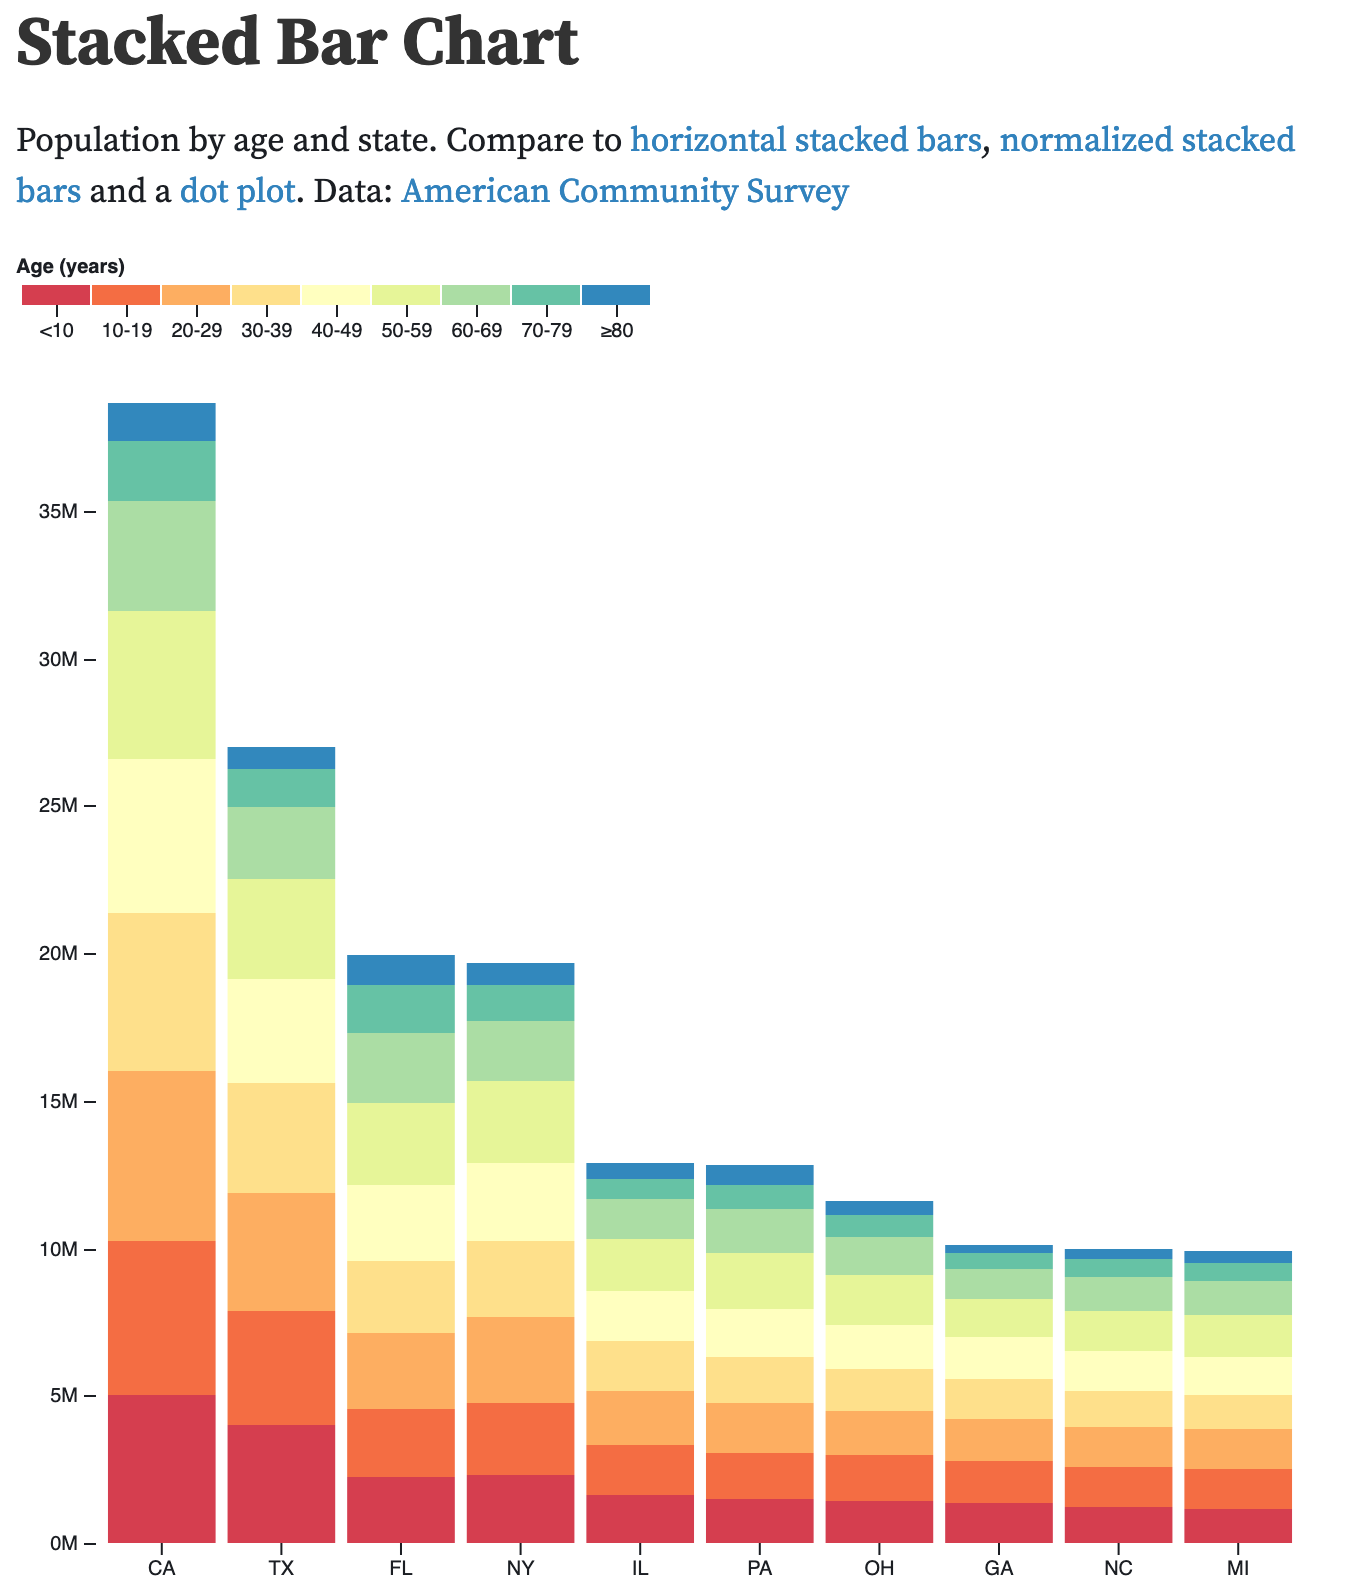 Stacked Bar Chart
Population by age and state. Compare to horizontal stacked bars, normalized stacked
bars and a dot plot. Data: American Community Survey
Age (years)
<10 10-19 20-29 30-39 40-49 50-59 60-69 70-79 ≥80
35M
30M
25M
20M
15M
10M
5M
0M
CA TX FL NY IL PA OH GA NC MI